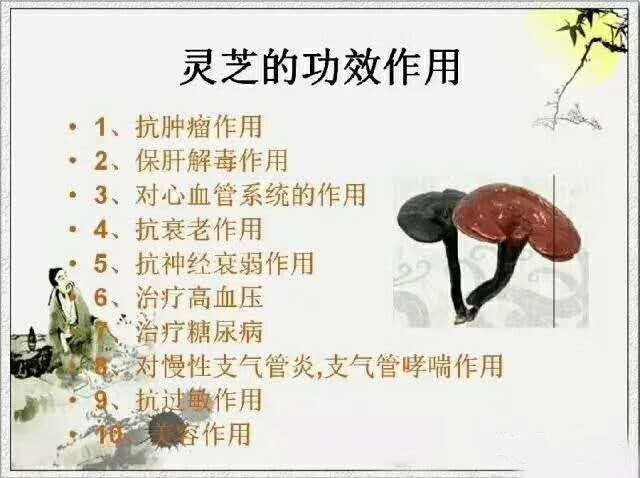 灵芝的功效作用
• 1、抗肿瘤作用
• 2、保肝解毒作用
• 3、对心血管系统的作用
• 4、抗衰老作用
• 5、抗神经衰弱作用
• 6、治疗高血压
• 7、治疗糖尿病
• 8、对慢性支气管炎,支气管哮喘作用
• 9、抗过敏作用
• 10、美容作用